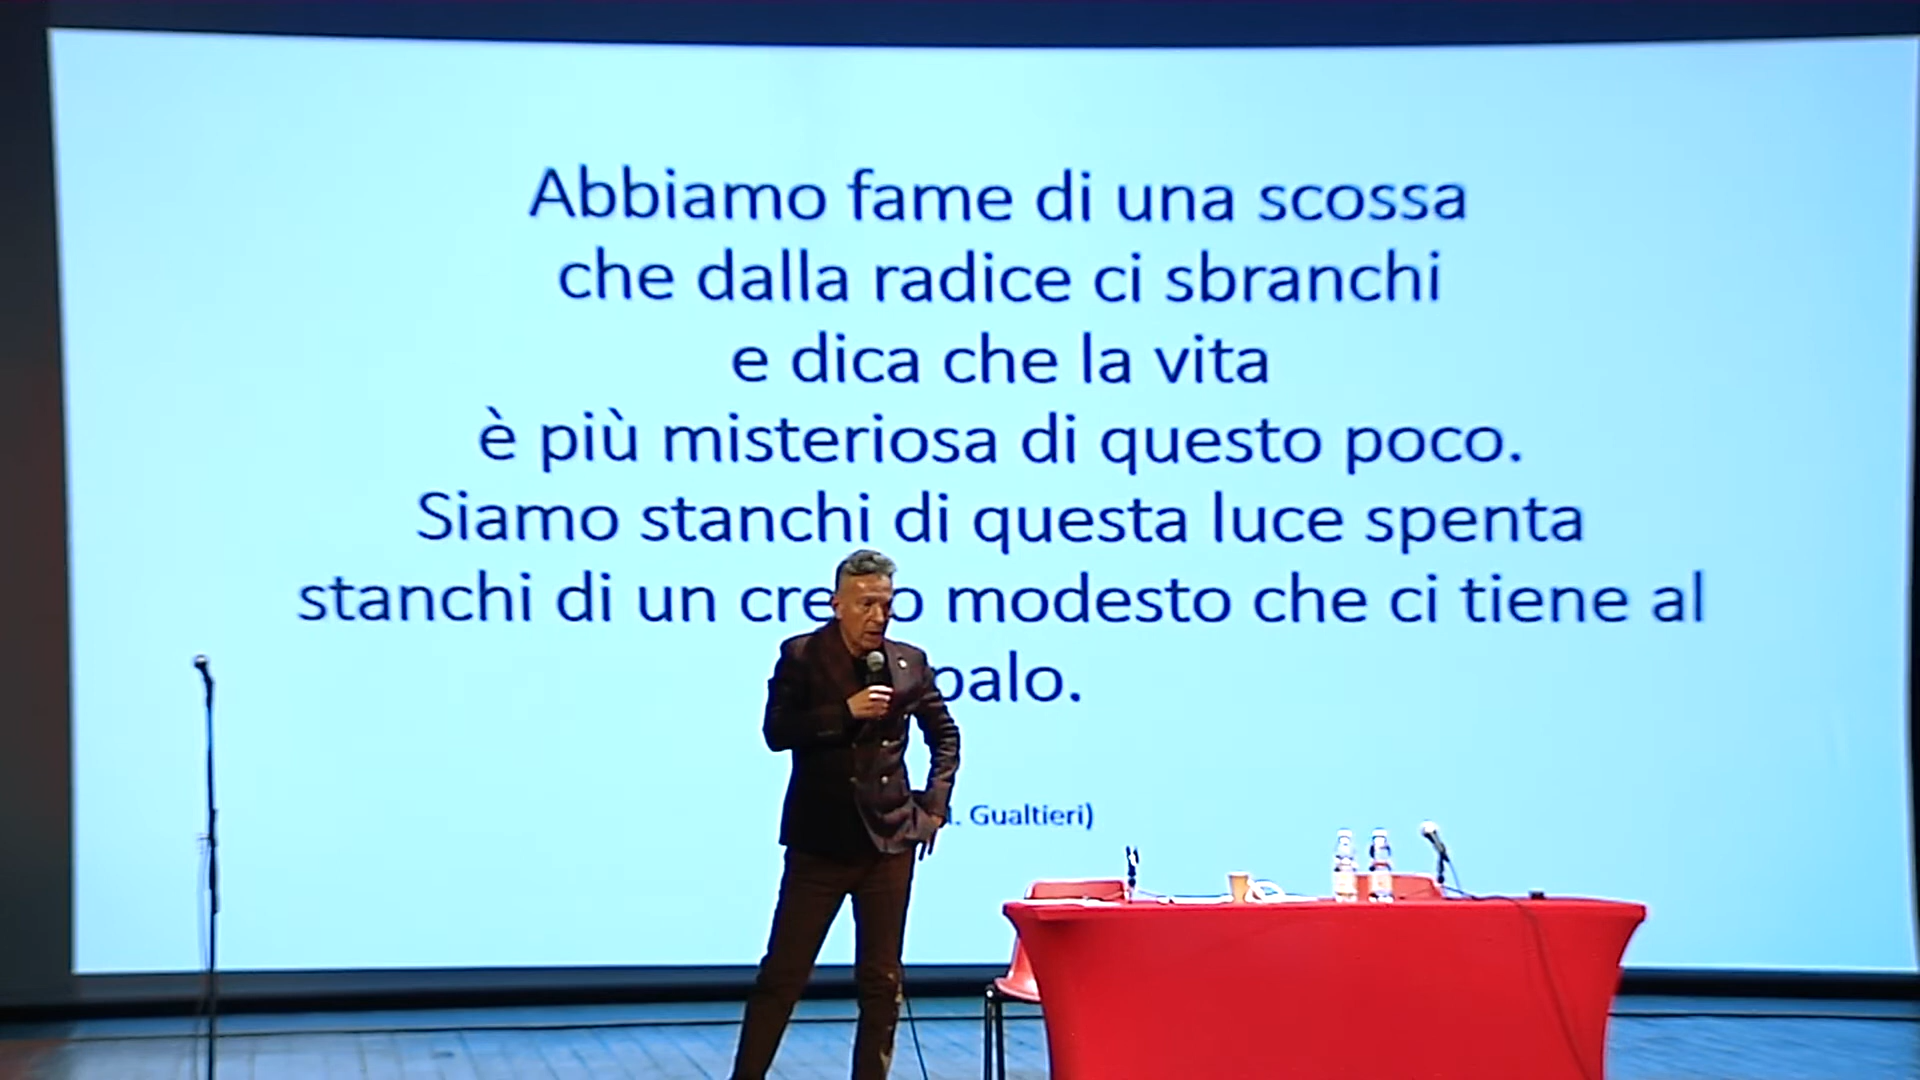 Abbiamo fame di una scossa
che dalla radice ci sbranchi
e dica che la vita
è più misteriosa di questo poco.
Siamo stanchi di questa luce spenta
stanchi di un modesto che ci tiene al
palo.
Gualtieri)